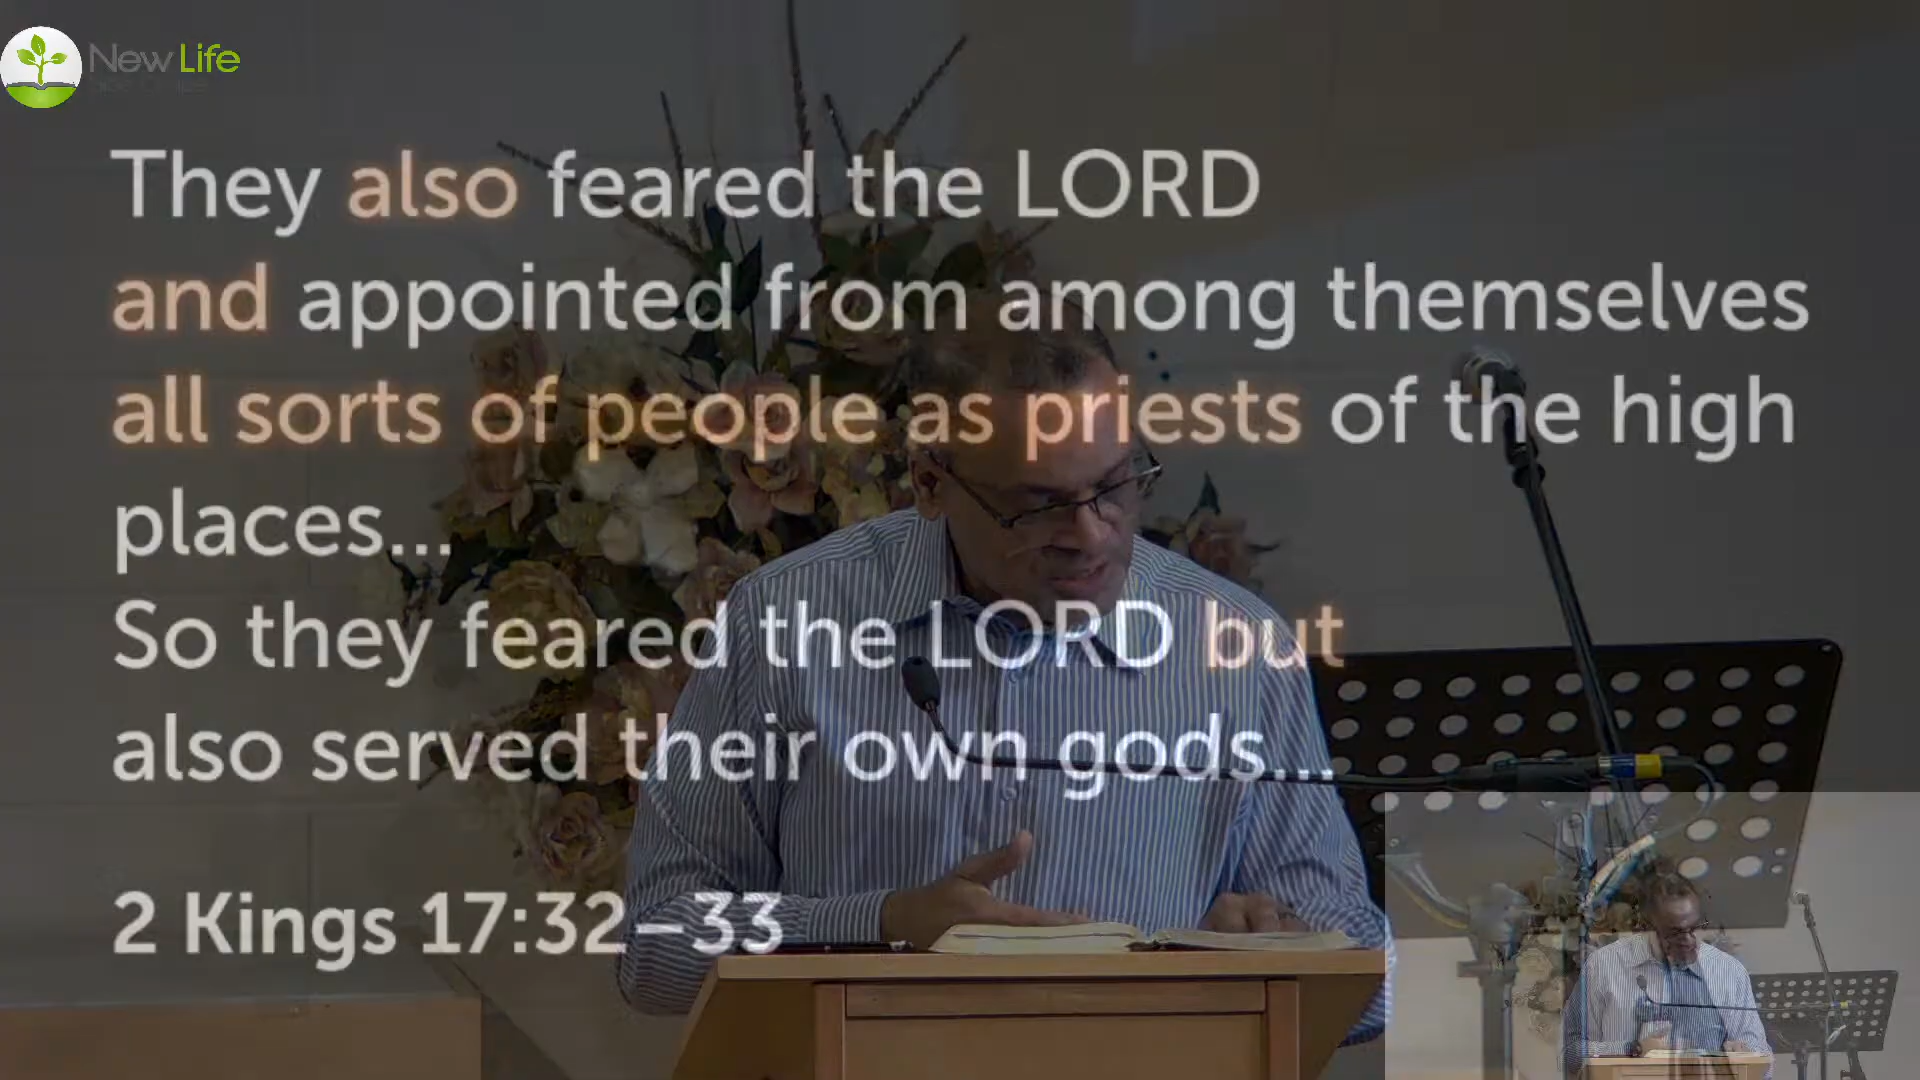 New Life
They also feared the LORD
and appointed from among themselves
all sorts of people as priests of the high
places...
So they feared the LORD but
also served their own gods...
2 Kings 17:32–33